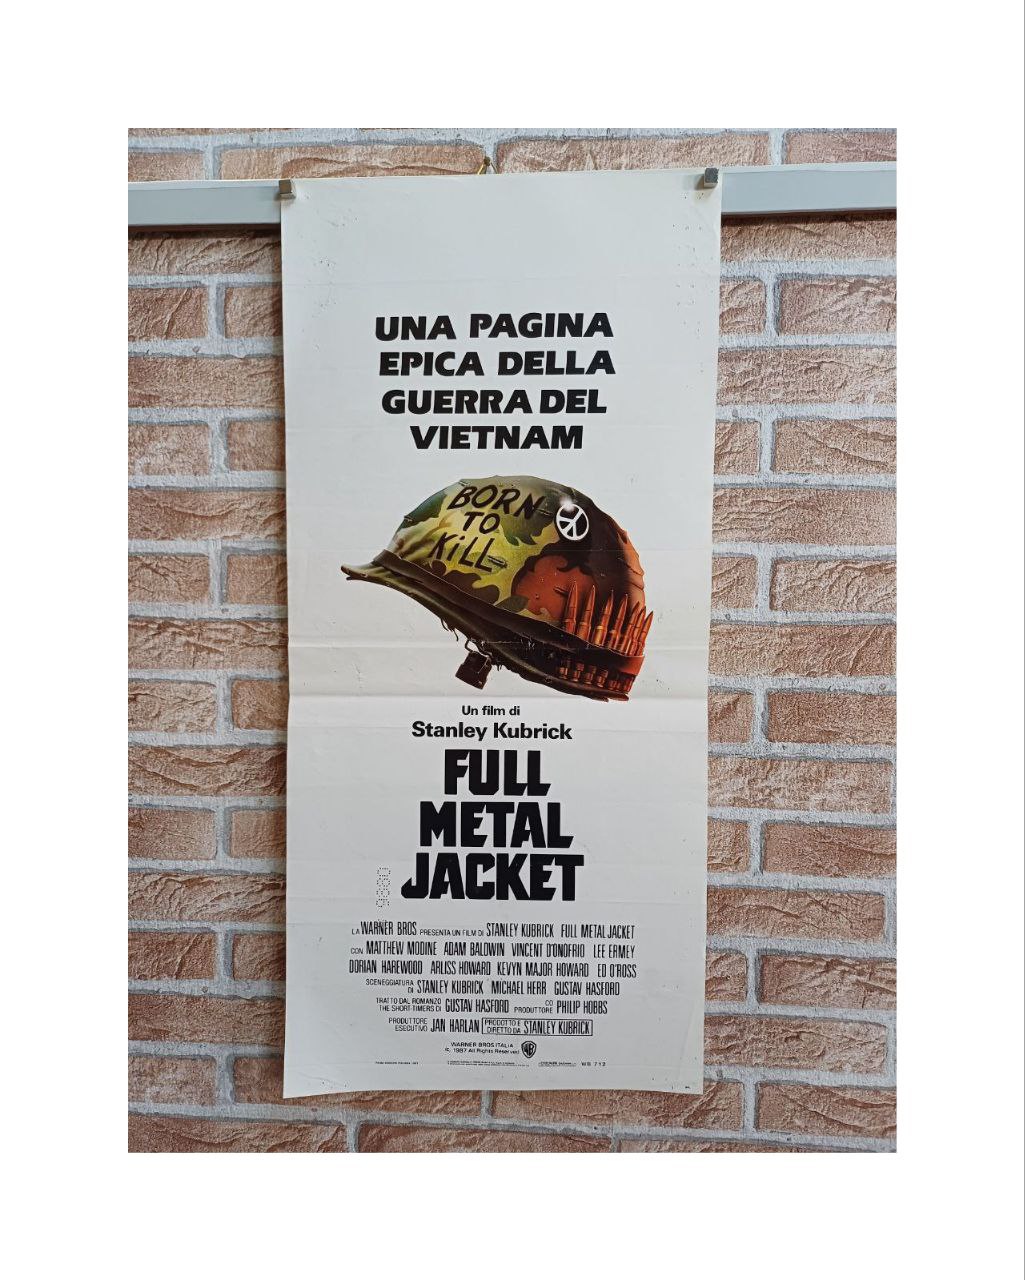 UNA PAGINA
EPICA DELLA
GUERRA DEL
VIETNAM
BORN
TO
KiLL
Un film di
Stanley Kubrick
FULL
METAL
JACKET
LA WARNER BROS PRESENTA UN FILM DI STANLEY KUBRICK FULL METAL JACKET
CON MATTHEW MODINE ADAM BALDWIN VINCENT D'ONOFRIO LEE ERMEY
DORIAN HAREWOOD ARLISS HOWARD KEVYN MAJOR HOWARD ED O'ROSS
SCENEGGIATURA DI STANLEY KUBRICK MICHAEL HERR GUSTAV HASFORD
TRATTO DAL ROMANZO THE SHORT-TIMERS DI GUSTAV HASFORD CO PRODUTTORE PHILIP HOBBS
PRODUTTORE ESECUTIVO JAN HARLAN PRODOTTO E DIRETTO DA STANLEY KUBRICK
WARNER BROS ITALIA
© 1987 All Rights Reserved WB
WB 712